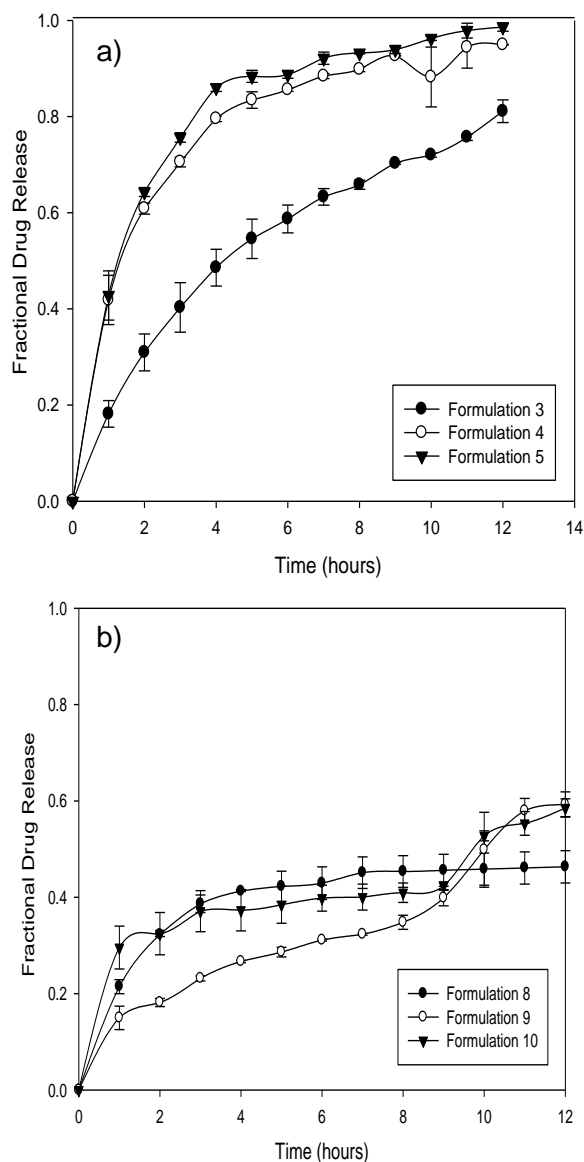 a)
Fractional Drug Release
1.0
0.8
0.6
0.4
0.2
0.0
0 2 4 6 8 10 12 14
Time (hours)
Formulation 3
Formulation 4
Formulation 5
b)
Fractional Drug Release
1.0
0.8
0.6
0.4
0.2
0.0
0 2 4 6 8 10 12
Time (hours)
Formulation 8
Formulation 9
Formulation 10